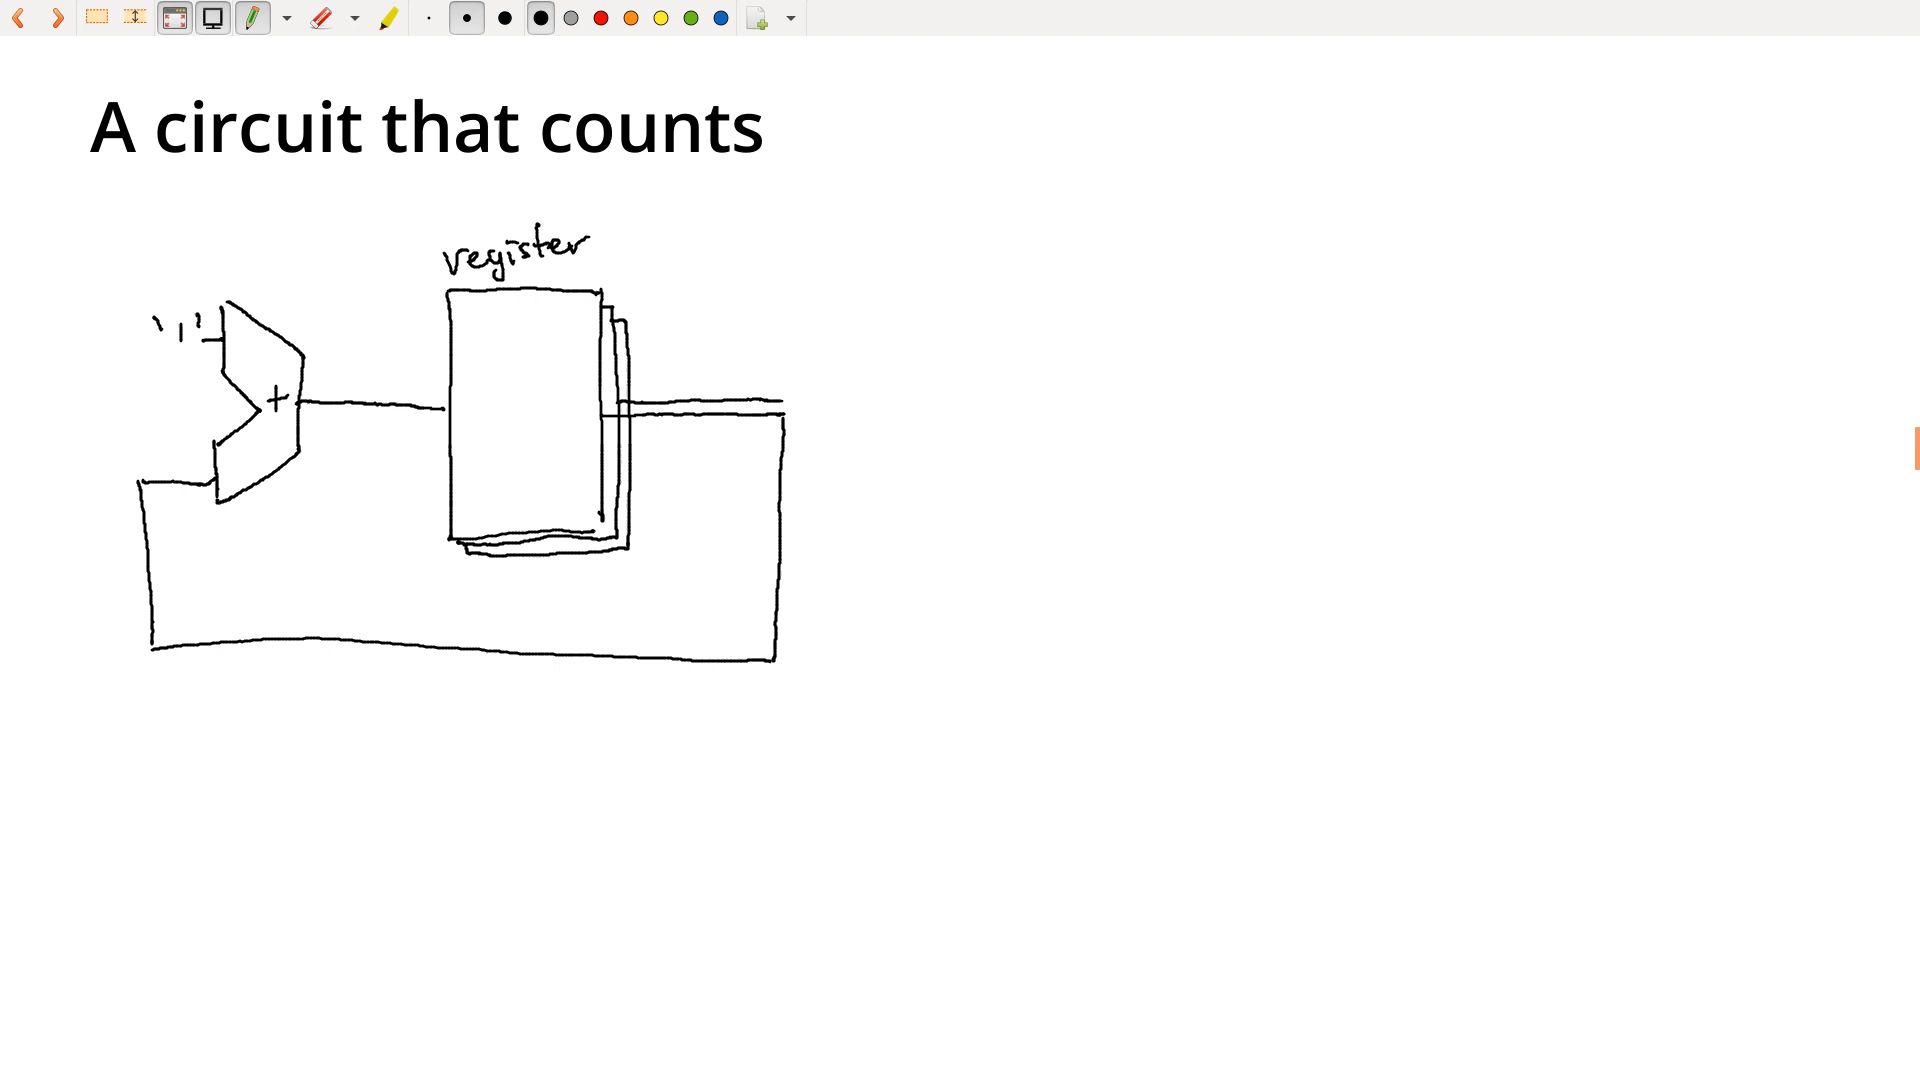 A circuit that counts
register
'1'
+